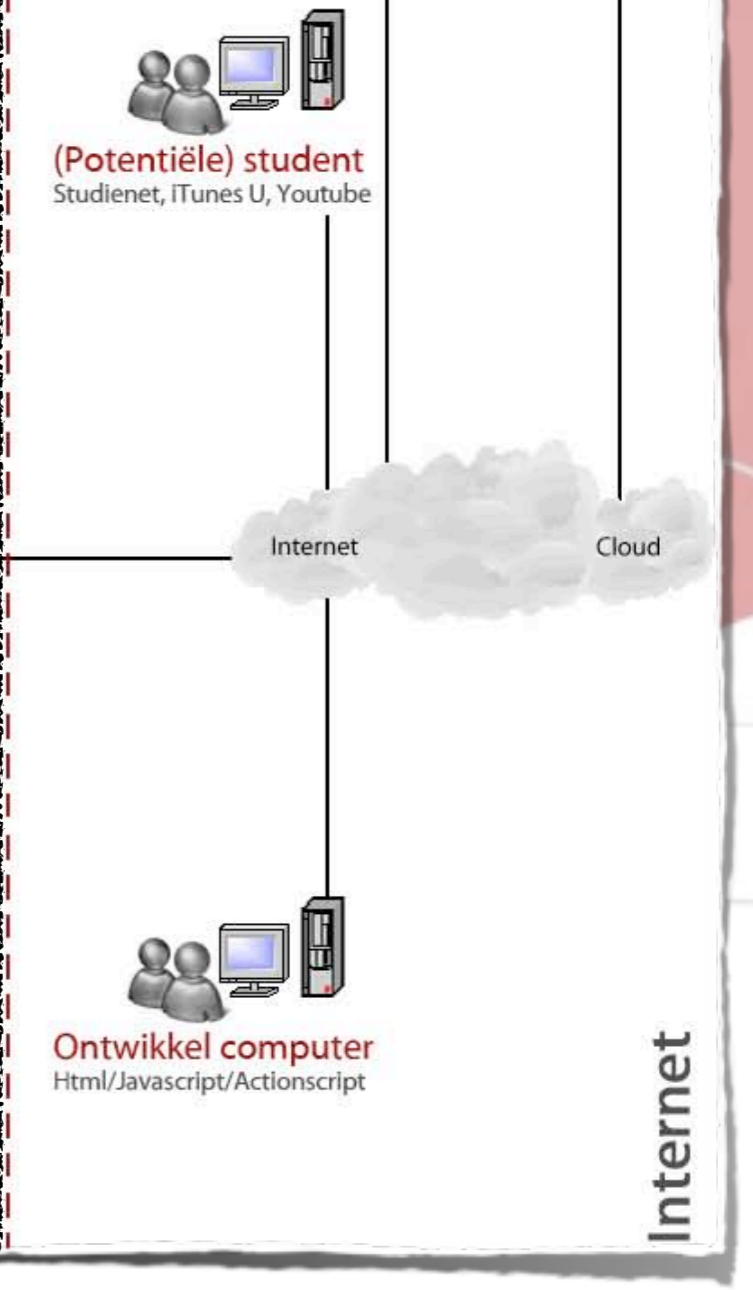 (Potentiële) student
Studienet, iTunes U, Youtube
Internet
Cloud
Ontwikkel computer
Html/Javascript/Actionscript
Internet